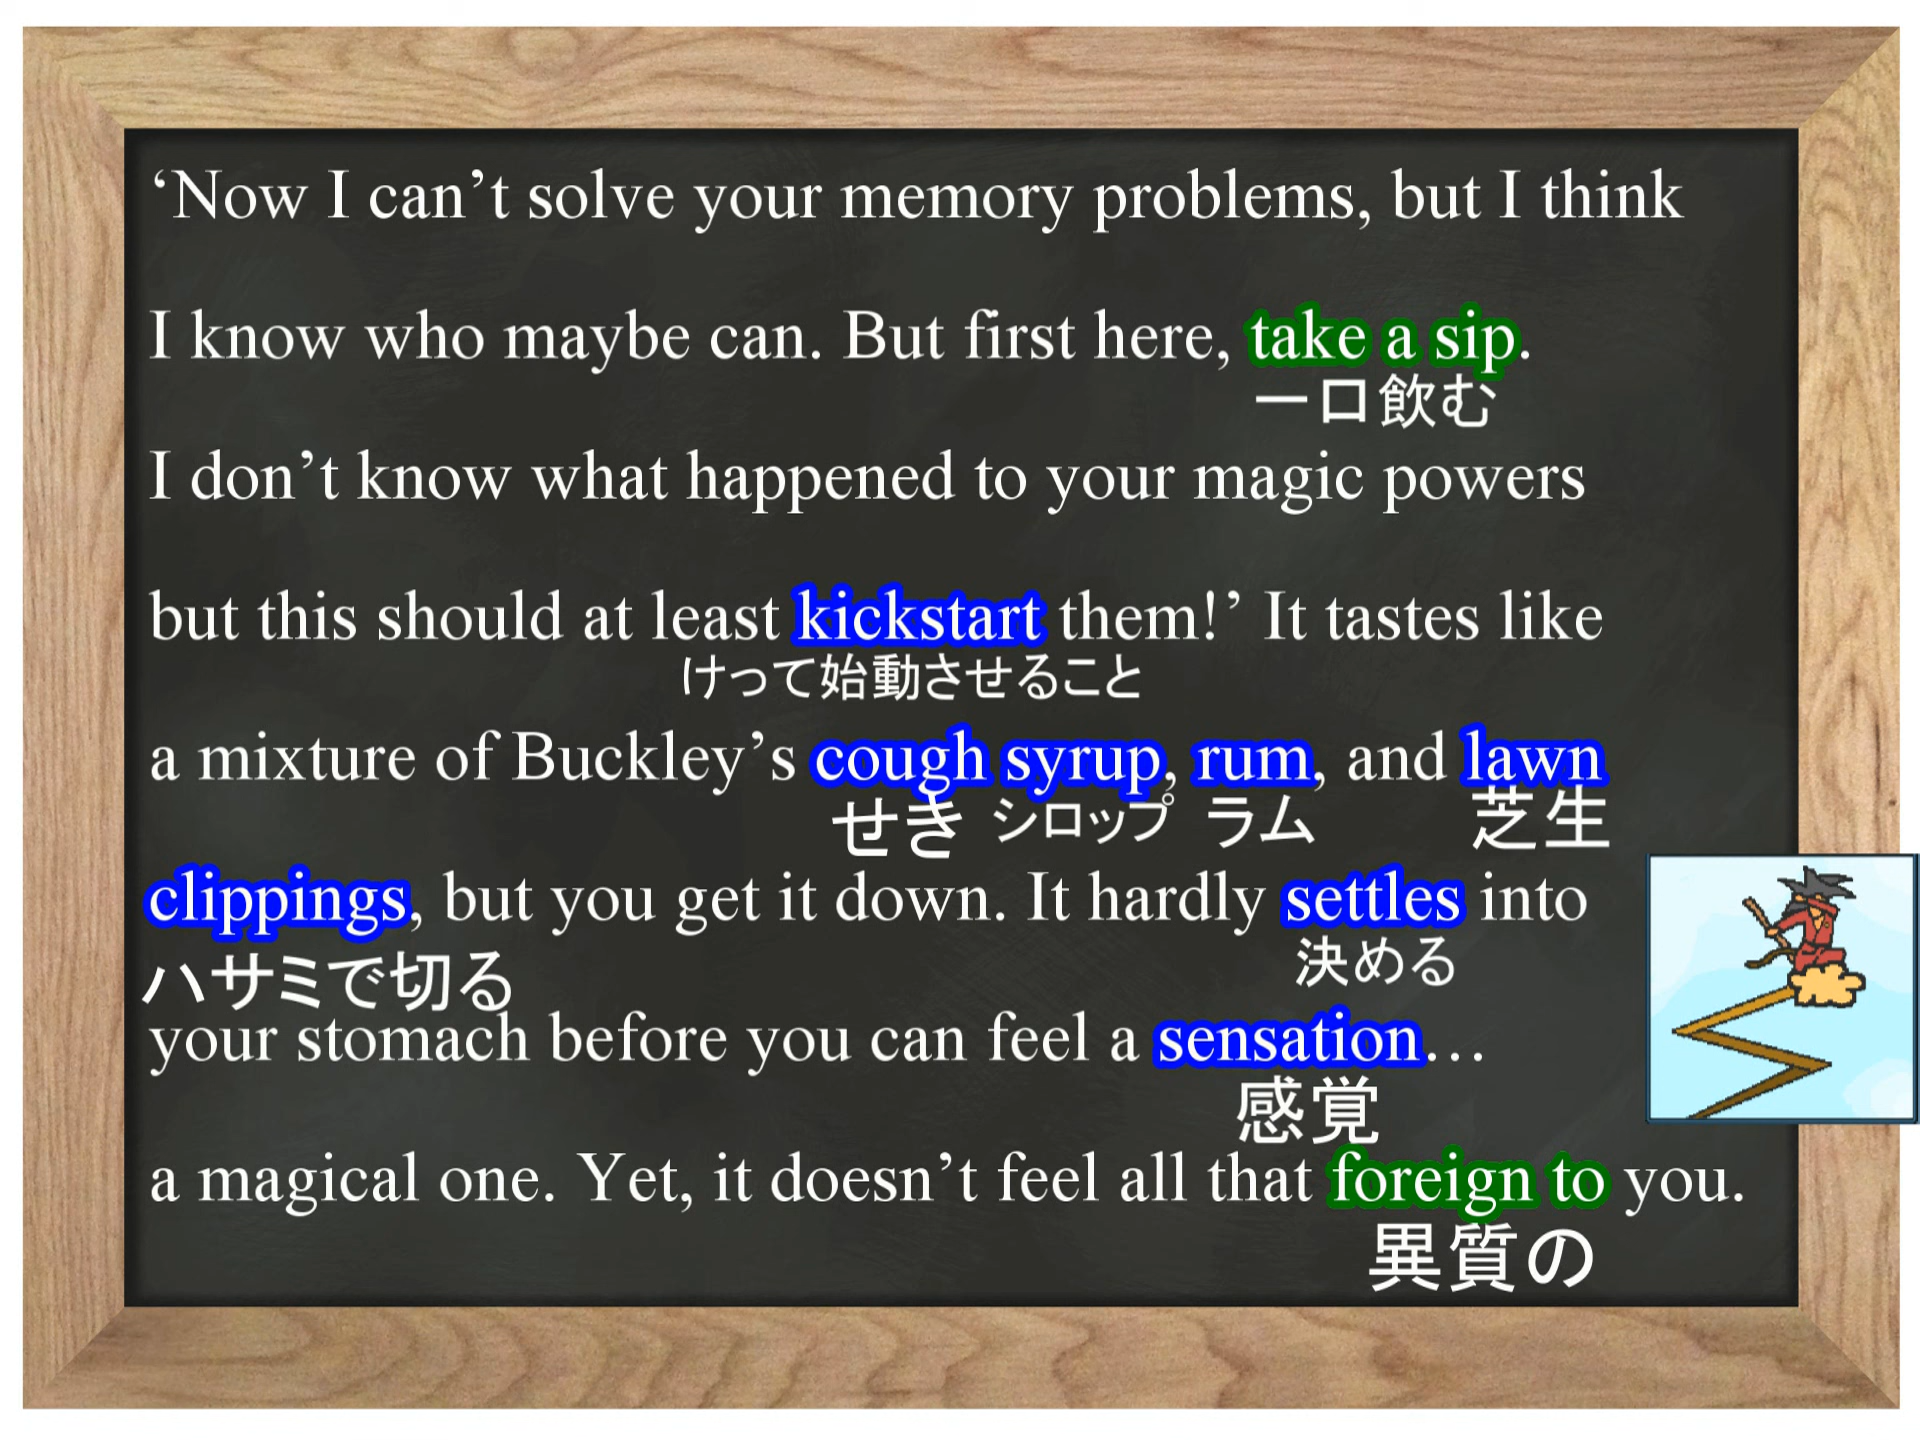 ‘Now I can’t solve your memory problems, but I think
I know who maybe can. But first here, take a sip.
一口飲む
I don’t know what happened to your magic powers
but this should at least kickstart them!’ It tastes like
けって始動させること
a mixture of Buckley’s cough syrup, rum, and lawn
せき シロップ ラム 芝生
clippings, but you get it down. It hardly settles into
ハサミで切る 決める
your stomach before you can feel a sensation…
感覚
a magical one. Yet, it doesn’t feel all that foreign to you.
異質の